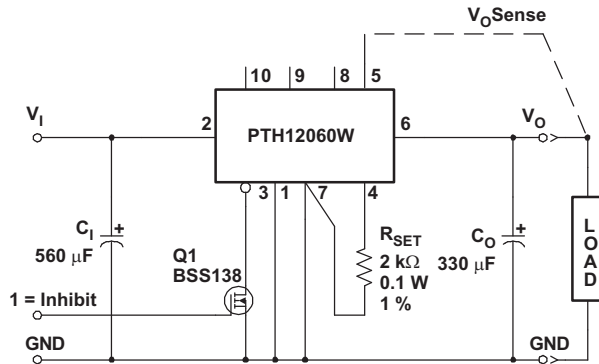 VOSense
10 9 8 5
VI
2
PTH12060W
6
VO
3 1 7 4
CI
+
560 μF
Q1
BSS138
RSET
2 kΩ
0.1 W
1 %
CO
+
330 μF
LOAD
1 = Inhibit
GND
GND